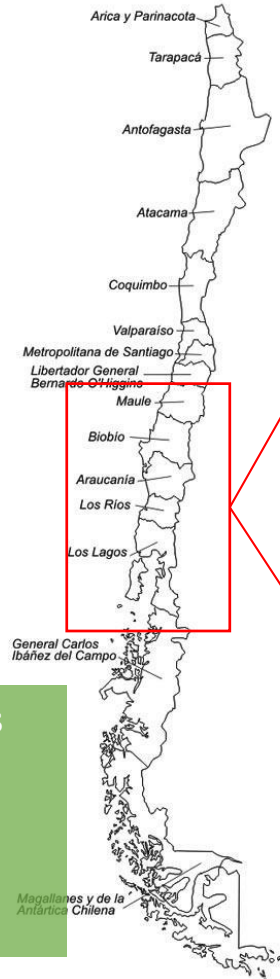 Arica y Parinacota
Tarapacá
Antofagasta
Atacama
Coquimbo
Valparaíso
Metropolitana de Santiago
Libertador General
Bernardo O'Higgins
Maule
Biobío
Araucanía
Los Rios
Los Lagos
General Carlos
Ibáñez del Campo
Magallanes y de la
Antártica Chilena